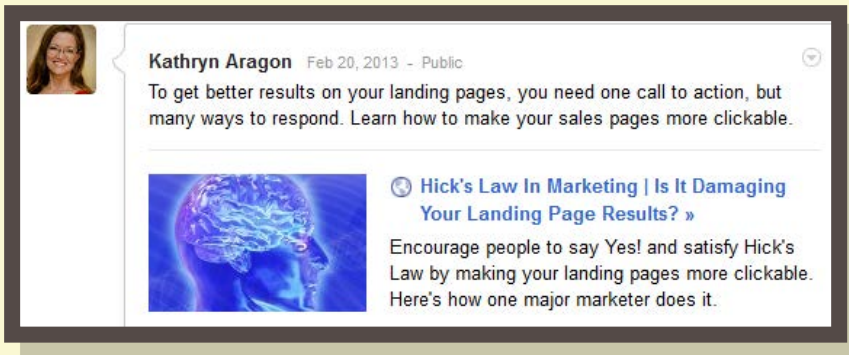 Kathryn Aragon Feb 20, 2013 - Public
To get better results on your landing pages, you need one call to action, but
many ways to respond. Learn how to make your sales pages more clickable.
Hick's Law In Marketing | Is It Damaging
Your Landing Page Results? »
Encourage people to say Yes! and satisfy Hick's
Law by making your landing pages more clickable.
Here's how one major marketer does it.